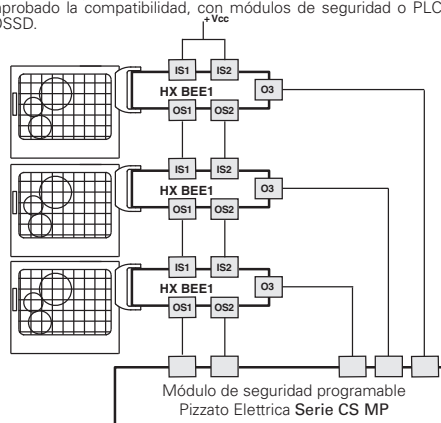 probado la compatibilidad, con módulos de seguridad o PLC
OSSD.
+ Vcc
IS1 IS2
HX BEE1 O3
OS1 OS2
IS1 IS2
HX BEE1 O3
OS1 OS2
IS1 IS2
HX BEE1 O3
OS1 OS2
Módulo de seguridad programable
Pizzato Elettrica Serie CS MP